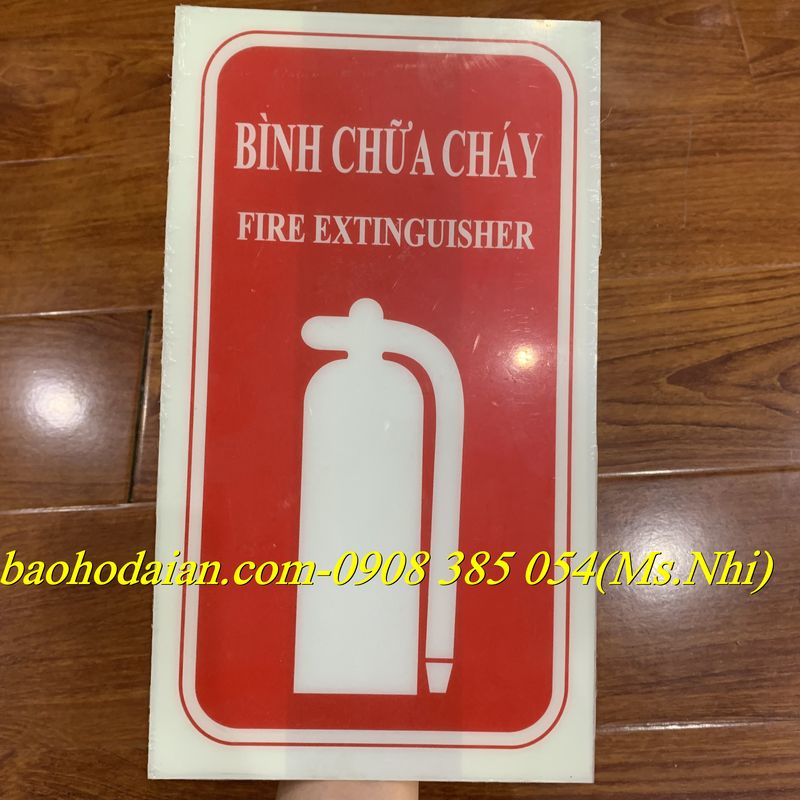 BÌNH CHỮA CHÁY
FIRE EXTINGUISHER
baohodaian.com-0908 385 054(Ms.Nhi)